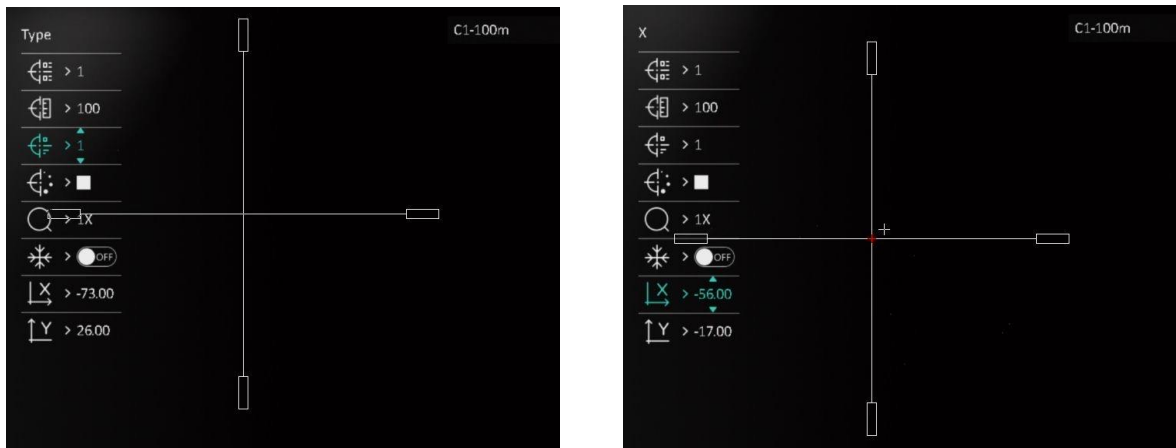 Type
C1-100m
> 1
> 100
> 1
>
> 1X
> OFF
X > -73.00
Y > 26.00
X
C1-100m
> 1
> 100
> 1
>
> 1X
> OFF
X > -56.00
Y > -17.00